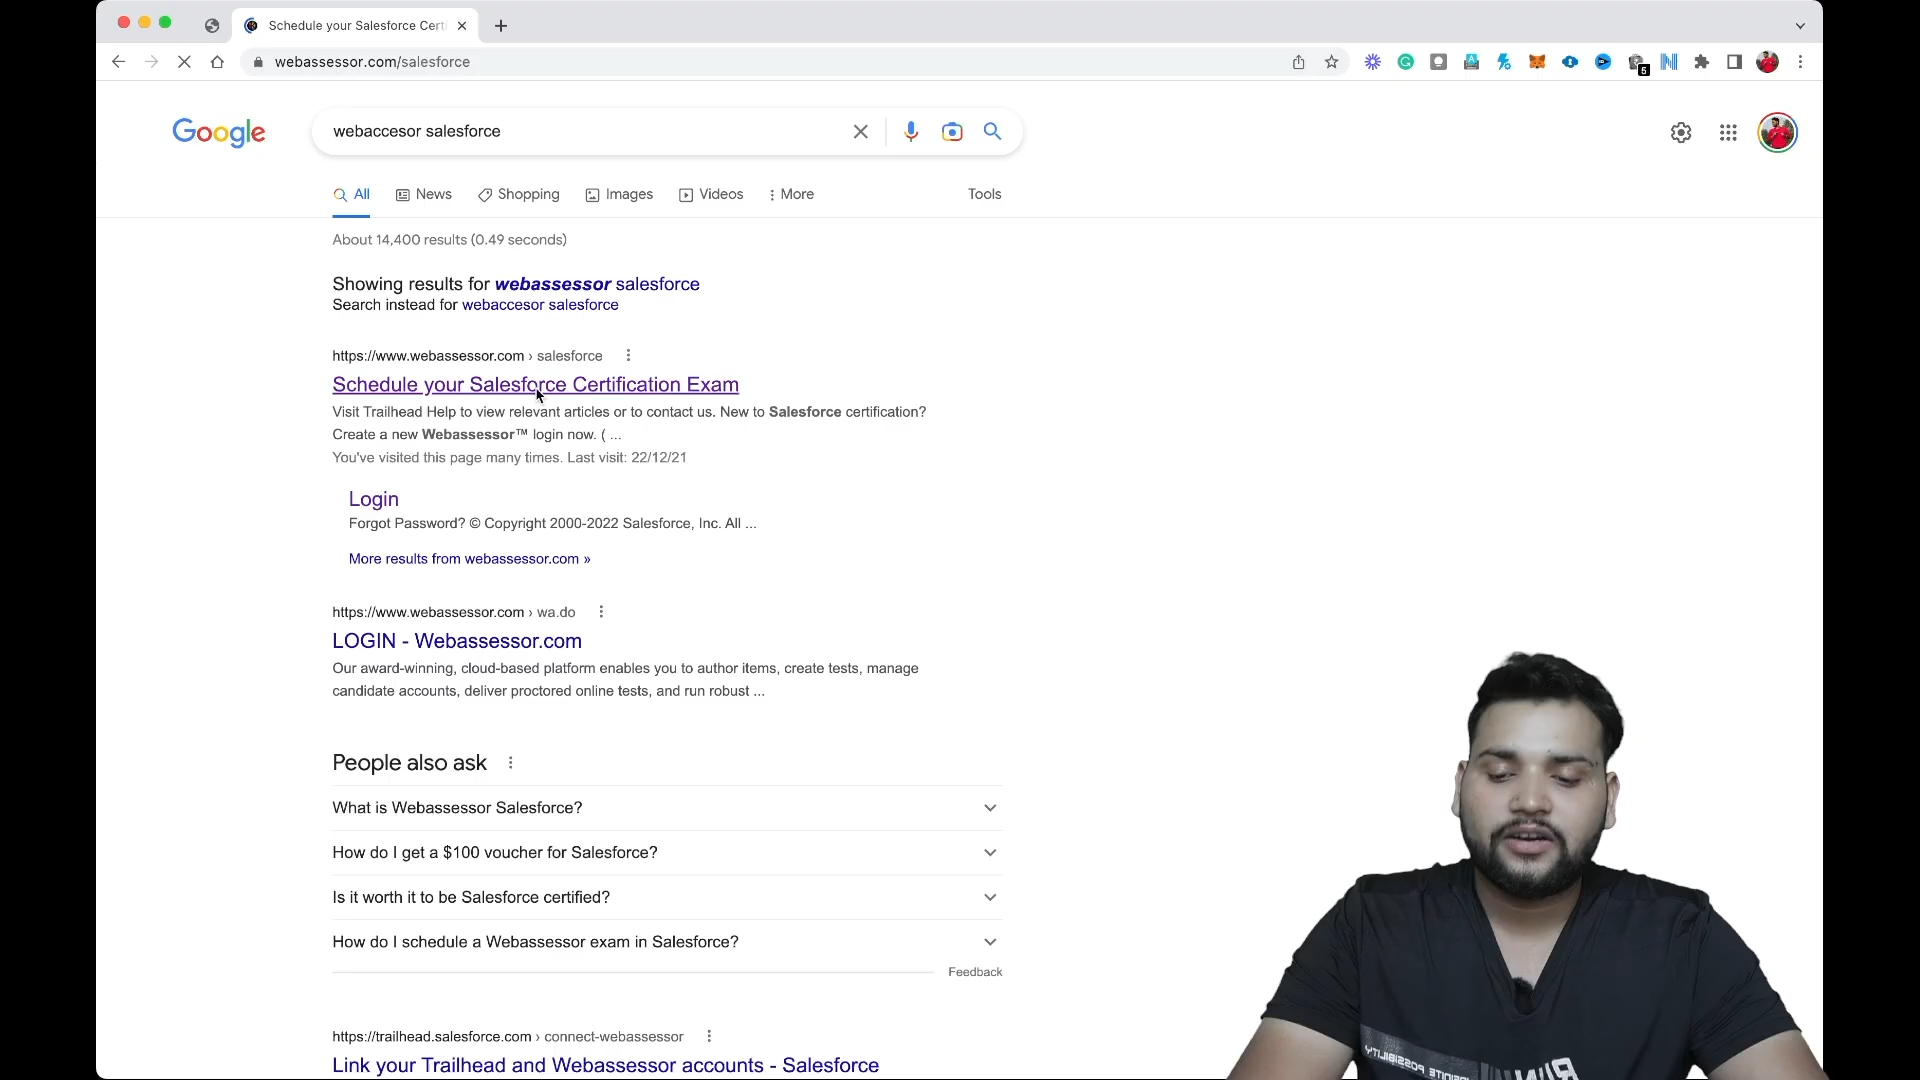 Schedule your Salesforce Cert
webassessor.com/salesforce
5
Google
webaccesor salesforce
All
News
Shopping
Images
Videos
More
Tools
About 14,400 results (0.49 seconds)
Showing results for webassessor salesforce
Search instead for webaccesor salesforce
https://www.webassessor.com › salesforce
Schedule your Salesforce Certification Exam
Visit Trailhead Help to view relevant articles or to contact us. New to Salesforce certification?
Create a new Webassessor™ login now. ( ...
You've visited this page many times. Last visit: 22/12/21
Login
Forgot Password? © Copyright 2000-2022 Salesforce, Inc. All ...
More results from webassessor.com »
https://www.webassessor.com › wa.do
LOGIN - Webassessor.com
Our award-winning, cloud-based platform enables you to author items, create tests, manage
candidate accounts, deliver proctored online tests, and run robust ...
People also ask
What is Webassessor Salesforce?
How do I get a $100 voucher for Salesforce?
Is it worth it to be Salesforce certified?
How do I schedule a Webassessor exam in Salesforce?
Feedback
https://trailhead.salesforce.com › connect-webassessor
Link your Trailhead and Webassessor accounts - Salesforce